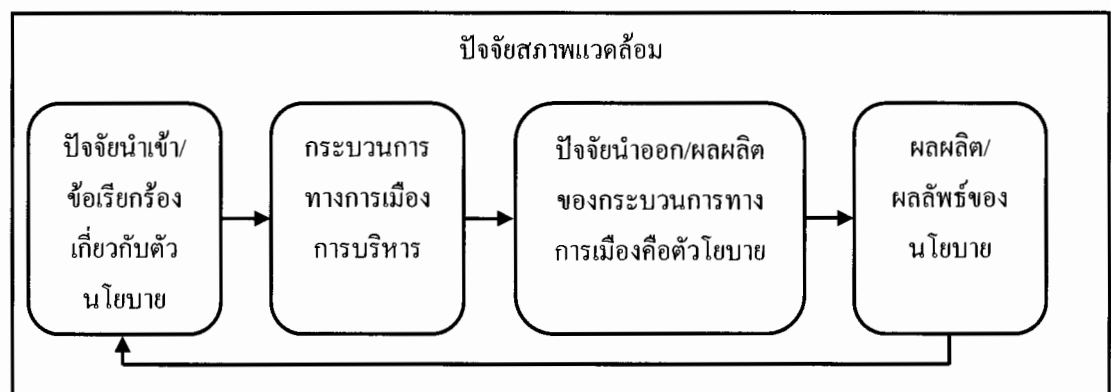 ปัจจัยสภาพแวคล้อม
ปัจจัยนำเข้า/
ข้อเรียกร้อง
เกี่ยวกับตัว
นโยบาย
กระบวนการ
ทางการเมือง
การบริหาร
ปัจจัยนำออก/ผลผลิต
ของกระบวนการทาง
การเมืองคือตัวโยบาย
ผลผลิต/
ผลลัพธ์ของ
นโยบาย